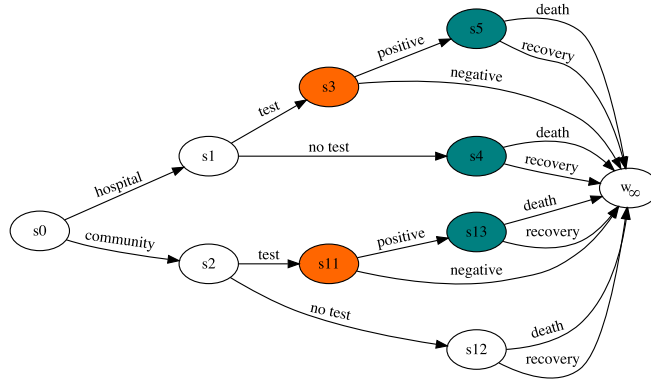 death
s5
recovery
positive
negative
s3
test
death
s1
no test
s4
recovery
hospital
w∞
death
s0
community
positive
s13
recovery
s2
test
s11
negative
no test
death
s12
recovery